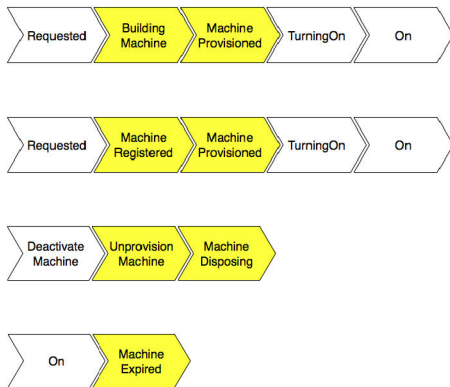 Requested
Building
Machine
Machine
Provisioned
TurningOn
On
Requested
Machine
Registered
Machine
Provisioned
TurningOn
On
Deactivate
Machine
Unprovision
Machine
Machine
Disposing
On
Machine
Expired